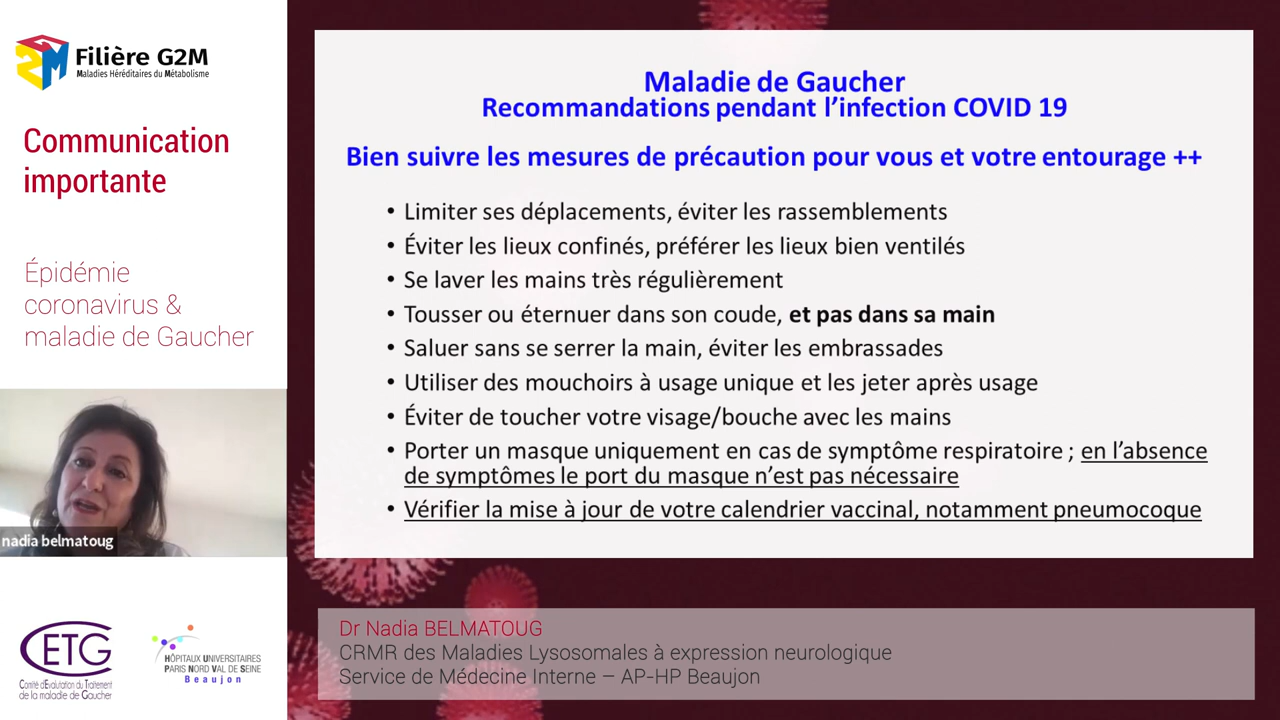 Filière G2M
Maladies Héréditaires du Métabolisme
Communication
importante
Épidémie
coronavirus &
maladie de Gaucher
nadia belmatoug
CETG
Comité d'Evalutation du Traitement
de la maladie de Gaucher
HÔPITAUX UNIVERSITAIRES
PARIS NORD VAL DE SEINE
Beaujon
Maladie de Gaucher
Recommandations pendant l'infection COVID 19
Bien suivre les mesures de précaution pour vous et votre entourage ++
• Limiter ses déplacements, éviter les rassemblements
• Éviter les lieux confinés, préférer les lieux bien ventilés
• Se laver les mains très régulièrement
• Tousser ou éternuer dans son coude, et pas dans sa main
• Saluer sans se serrer la main, éviter les embrassades
• Utiliser des mouchoirs à usage unique et les jeter après usage
• Éviter de toucher votre visage/bouche avec les mains
• Porter un masque uniquement en cas de symptôme respiratoire ; en l'absence
de symptômes le port du masque n'est pas nécessaire
• Vérifier la mise à jour de votre calendrier vaccinal, notamment pneumocoque
Dr Nadia BELMATOUG
CRMR des Maladies Lysosomales à expression neurologique
Service de Médecine Interne – AP-HP Beaujon